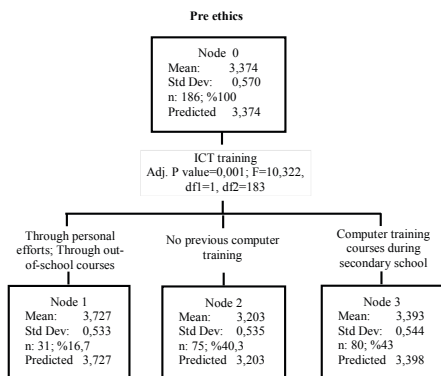 Pre ethics
Node 0
Mean: 3,374
Std Dev: 0,570
n: 186; %100
Predicted 3,374
ICT training
Adj. P value=0,001; F=10,322,
df1=1, df2=183
Through personal
efforts; Through out-
of-school courses
No previous computer
training
Computer training
courses during
secondary school
Node 1
Mean: 3,727
Std Dev: 0,533
n: 31; %16,7
Predicted 3,727
Node 2
Mean: 3,203
Std Dev: 0,535
n: 75; %40,3
Predicted 3,203
Node 3
Mean: 3,393
Std Dev: 0,544
n: 80; %43
Predicted 3,398